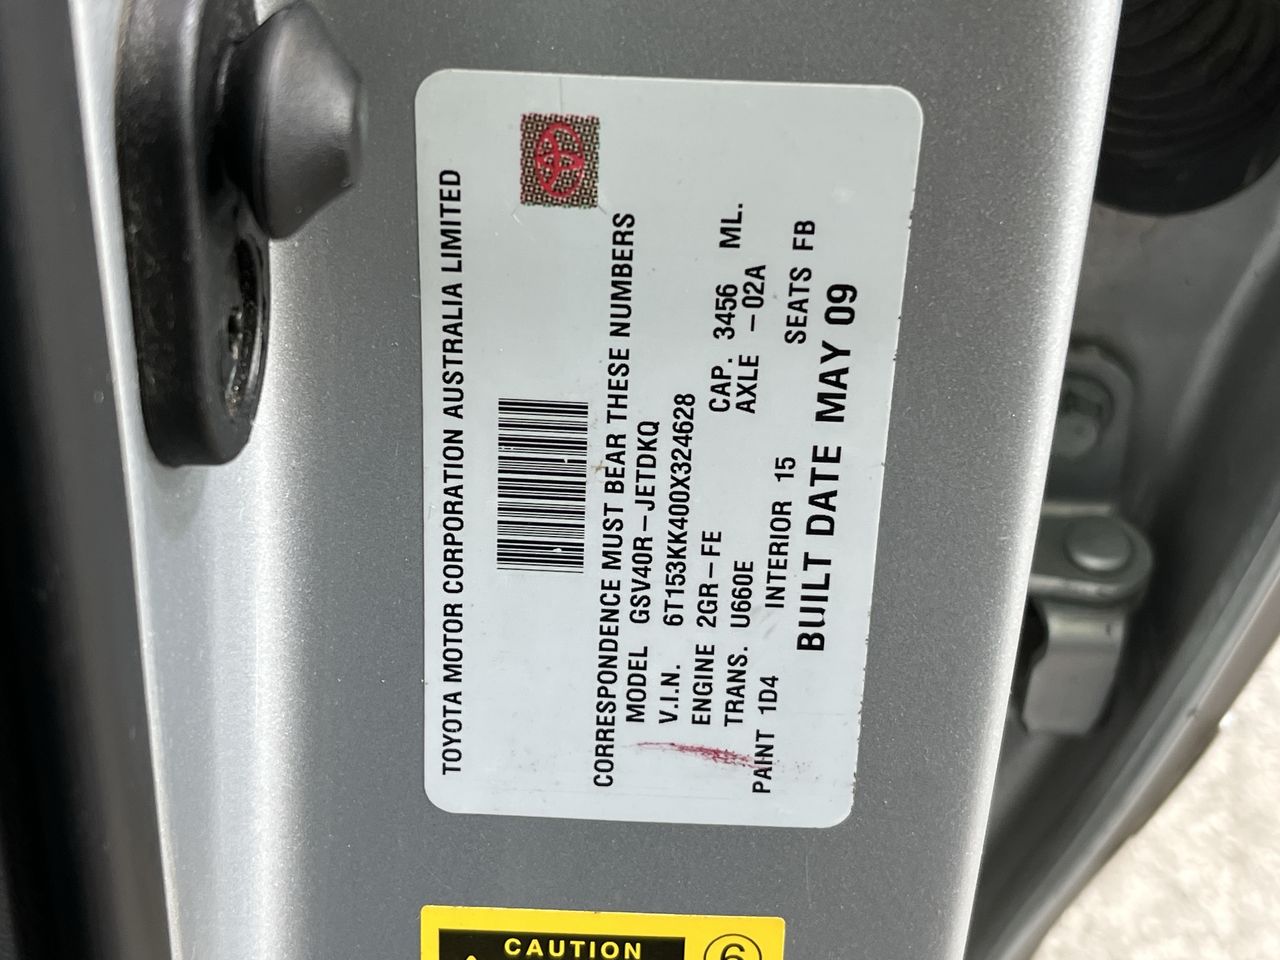 TOYOTA MOTOR CORPORATION AUSTRALIA LIMITED
CORRESPONDENCE MUST BEAR THESE NUMBERS
MODEL GSV40R-JETDKQ
V.I.N. 6T153KK400X324628
ENGINE 2GR-FE CAP. 3456 ML.
TRANS. U660E AXLE -02A
PAINT 1D4 INTERIOR 15 SEATS FB
BUILT DATE MAY 09
CAUTION
6